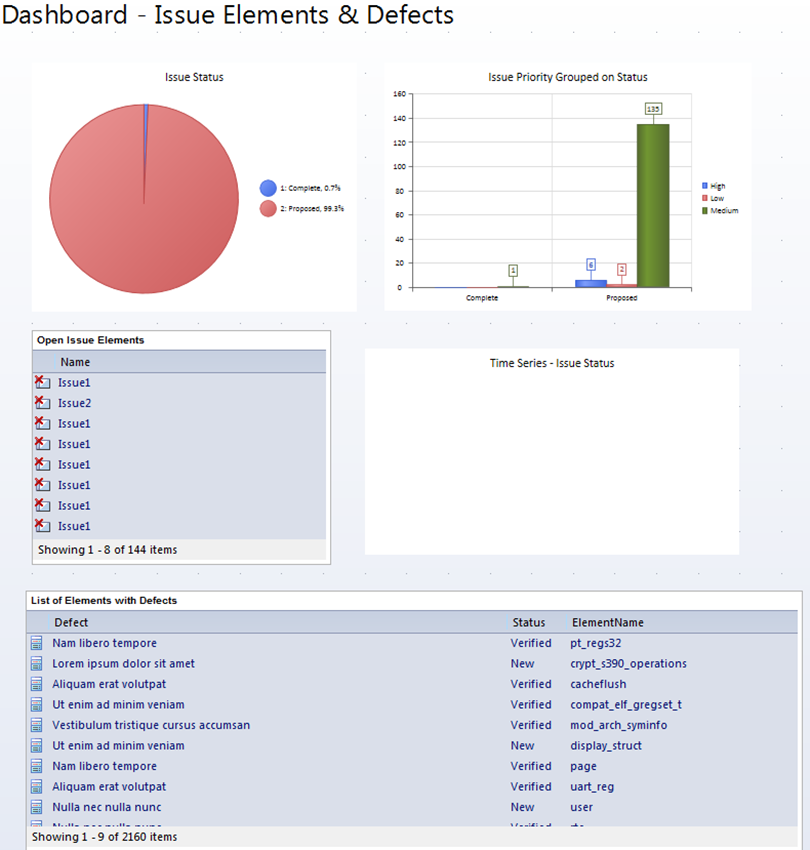 Dashboard - Issue Elements & Defects
Issue Status
1: Complete, 0.7%
2: Proposed, 99.3%
Issue Priority Grouped on Status
160
140
120
100
80
60
40
20
0
1
6
2
135
Complete
Proposed
High
Low
Medium
Open Issue Elements
Name
Issue1
Issue2
Issue1
Issue1
Issue1
Issue1
Issue1
Issue1
Showing 1 - 8 of 144 items
Time Series - Issue Status
List of Elements with Defects
Defect Status ElementName
Nam libero tempore Verified pt_regs32
Lorem ipsum dolor sit amet New crypt_s390_operations
Aliquam erat volutpat Verified cacheflush
Ut enim ad minim veniam Verified compat_elf_gregset_t
Vestibulum tristique cursus accumsan Verified mod_arch_syminfo
Ut enim ad minim veniam New display_struct
Nam libero tempore Verified page
Aliquam erat volutpat Verified uart_reg
Nulla nec nulla nunc New user
Showing 1 - 9 of 2160 items